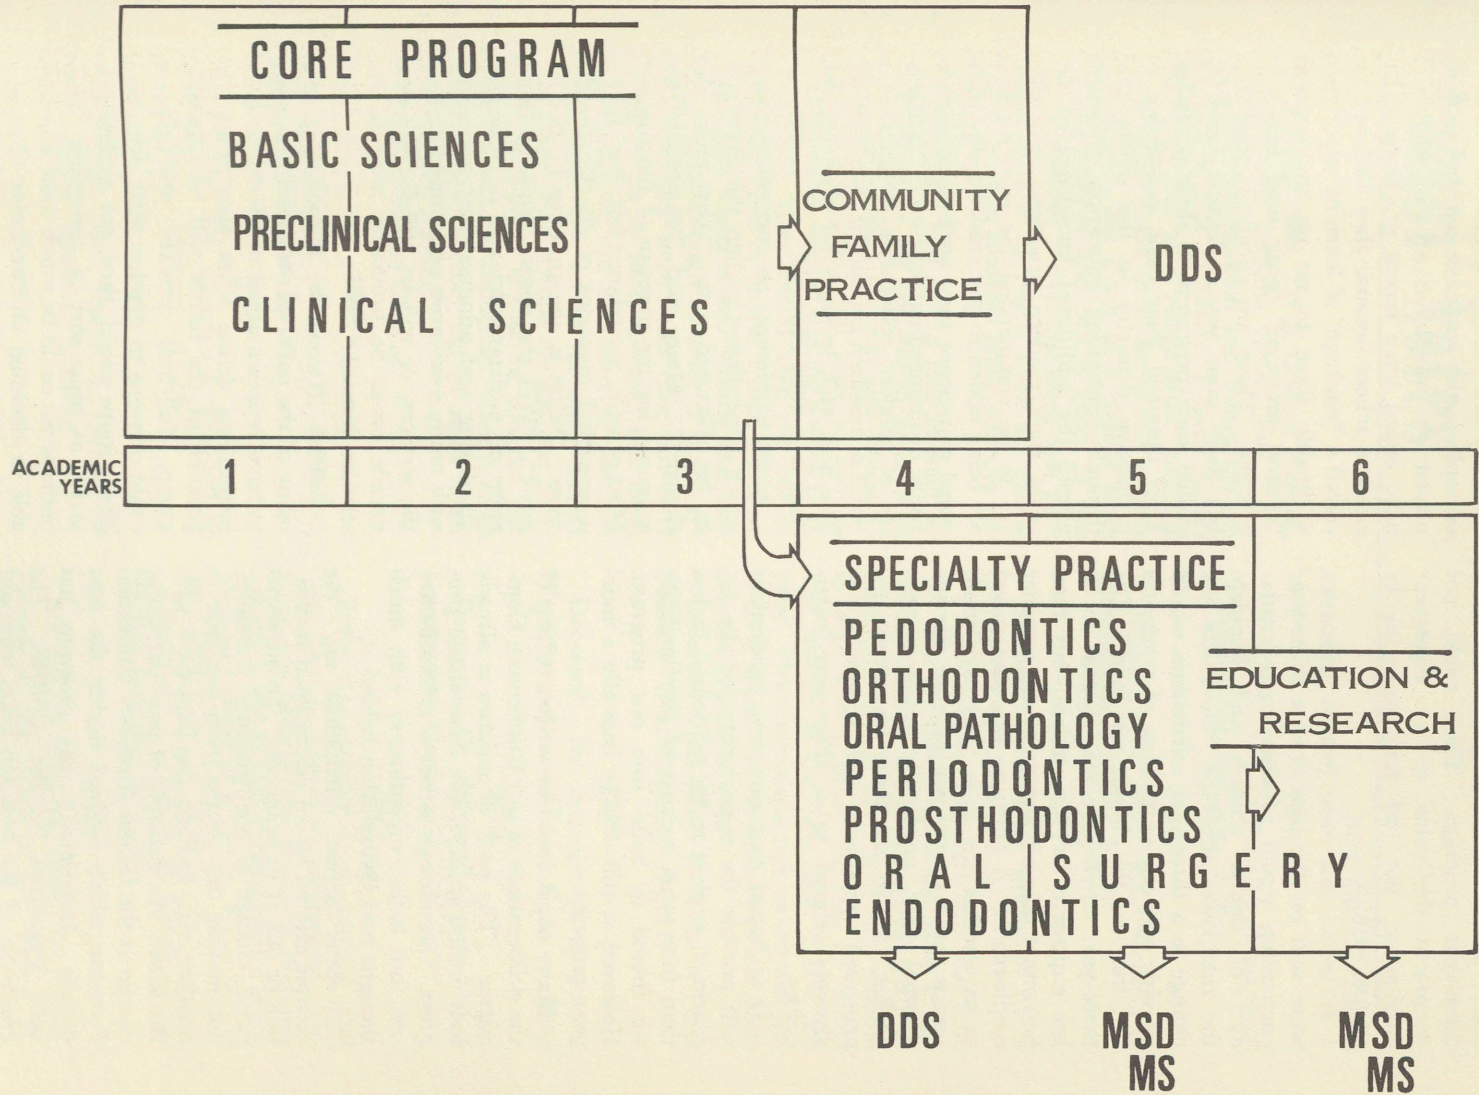 CORE PROGRAM
BASIC SCIENCES
PRECLINICAL SCIENCES
CLINICAL SCIENCES
COMMUNITY
FAMILY
PRACTICE
DDS
ACADEMIC
YEARS
1 2 3 4 5 6
SPECIALTY PRACTICE
PEDODONTICS
ORTHODONTICS
ORAL PATHOLOGY
PERIODONTICS
PROSTHODONTICS
ORAL SURGERY
ENDODONTICS
EDUCATION &
RESEARCH
DDS
MSD
MS
MSD
MS